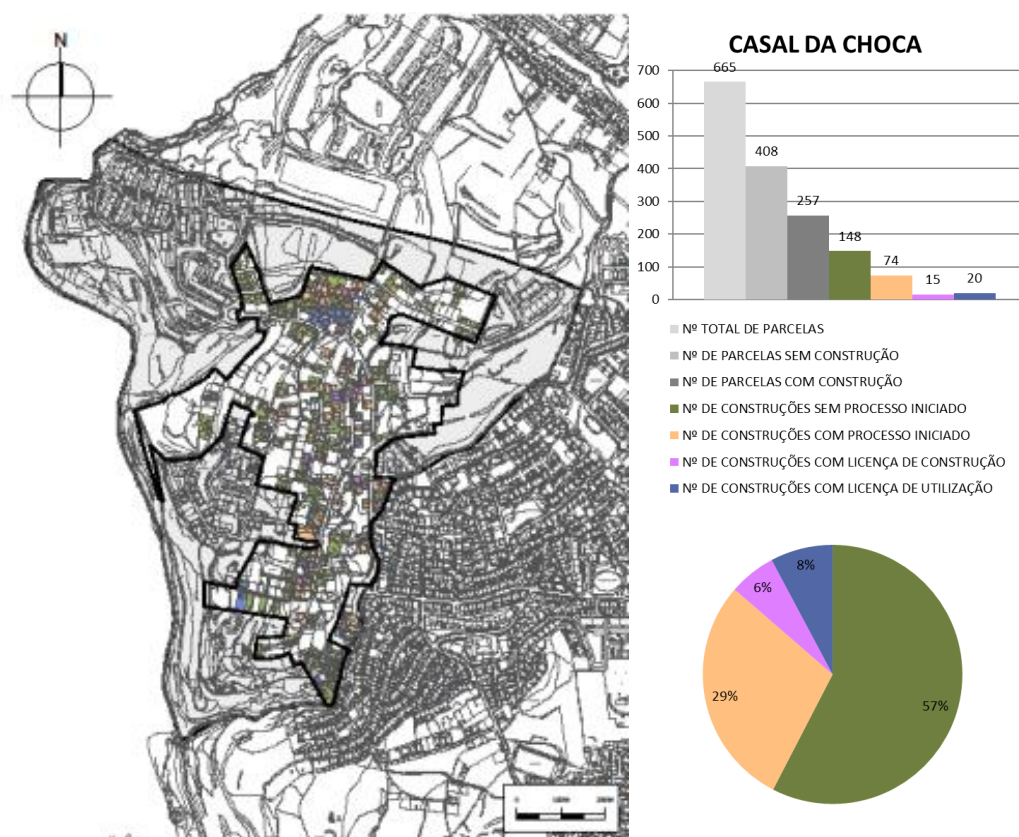 N
CASAL DA CHOCA
700
600
500
400
300
200
100
0
665
408
257
148
74
15
20
Nº TOTAL DE PARCELAS
Nº DE PARCELAS SEM CONSTRUÇÃO
Nº DE PARCELAS COM CONSTRUÇÃO
Nº DE CONSTRUÇÕES SEM PROCESSO INICIADO
Nº DE CONSTRUÇÕES COM PROCESSO INICIADO
Nº DE CONSTRUÇÕES COM LICENÇA DE CONSTRUÇÃO
Nº DE CONSTRUÇÕES COM LICENÇA DE UTILIZAÇÃO
8%
6%
29%
57%